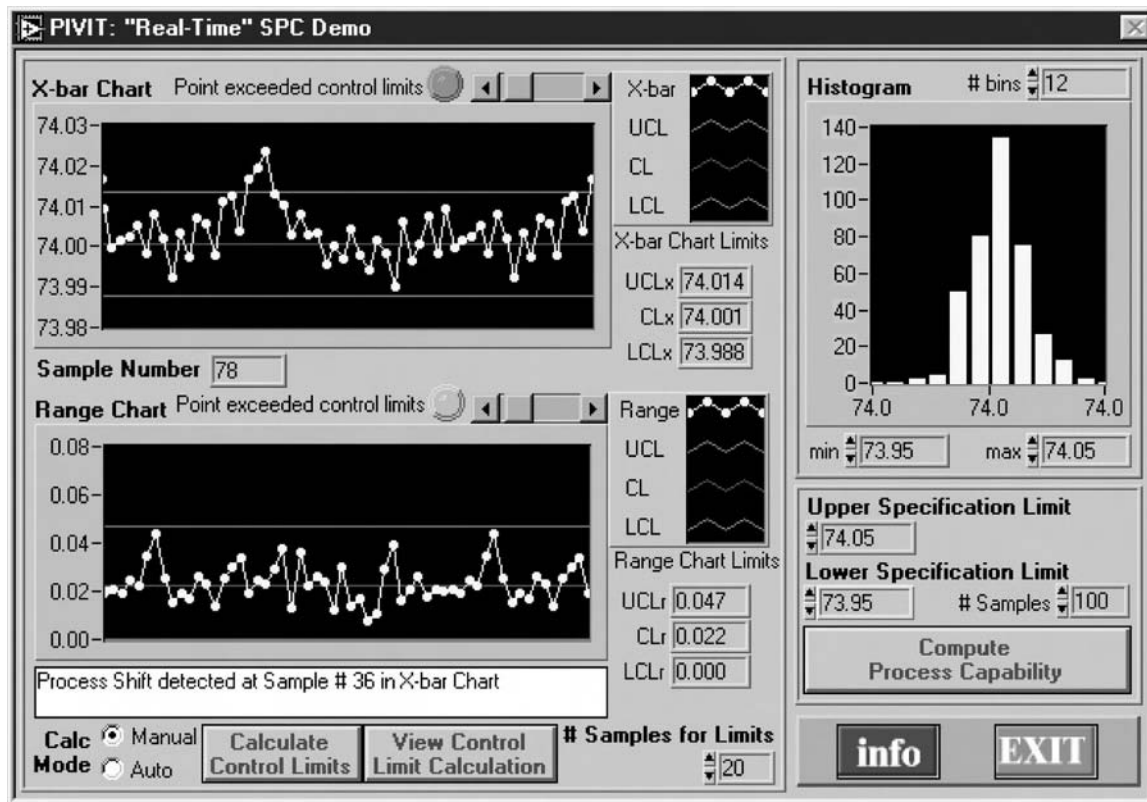 PIVIT: "Real-Time" SPC Demo
X-bar Chart
Point exceeded control limits
74.03
74.02
74.01
74.00
73.99
73.98
X-bar
UCL
CL
LCL
X-bar Chart Limits
UCLx 74.014
CLx 74.001
LCLx 73.988
Sample Number 78
Range Chart
Point exceeded control limits
0.08
0.06
0.04
0.02
0.00
Range
UCL
CL
LCL
Range Chart Limits
UCLr 0.047
CLr 0.022
LCLr 0.000
Process Shift detected at Sample # 36 in X-bar Chart
Calc Mode
Manual
Auto
Calculate
Control Limits
View Control
Limit Calculation
# Samples for Limits
20
Histogram
# bins 12
140
120
100
80
60
40
20
0
74.0 74.0 74.0
min 73.95 max 74.05
Upper Specification Limit
74.05
Lower Specification Limit
73.95 # Samples 100
Compute
Process Capability
info EXIT